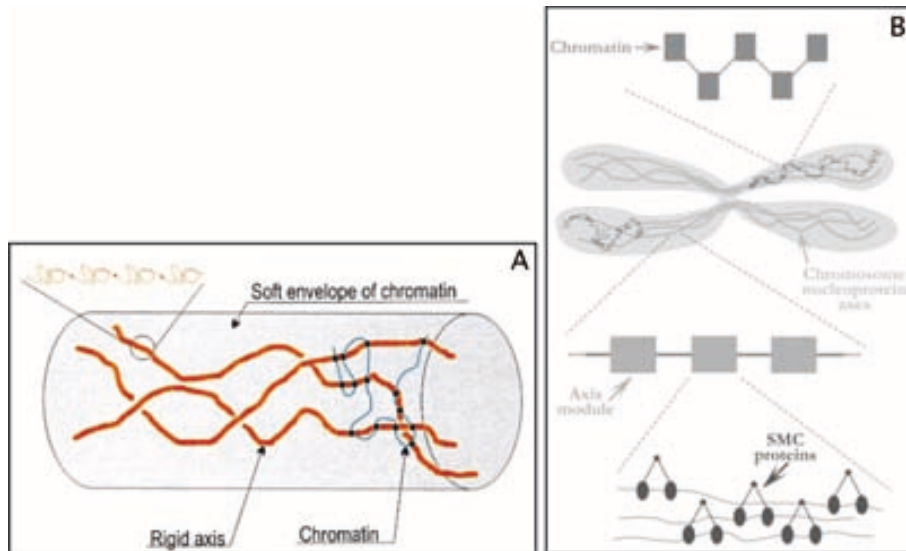 A
Soft envelope of chromatin
Rigid axis
Chromatin
B
Chromatin
Chromosome
nucleoprotein
axes
Axis
module
SMC
proteins